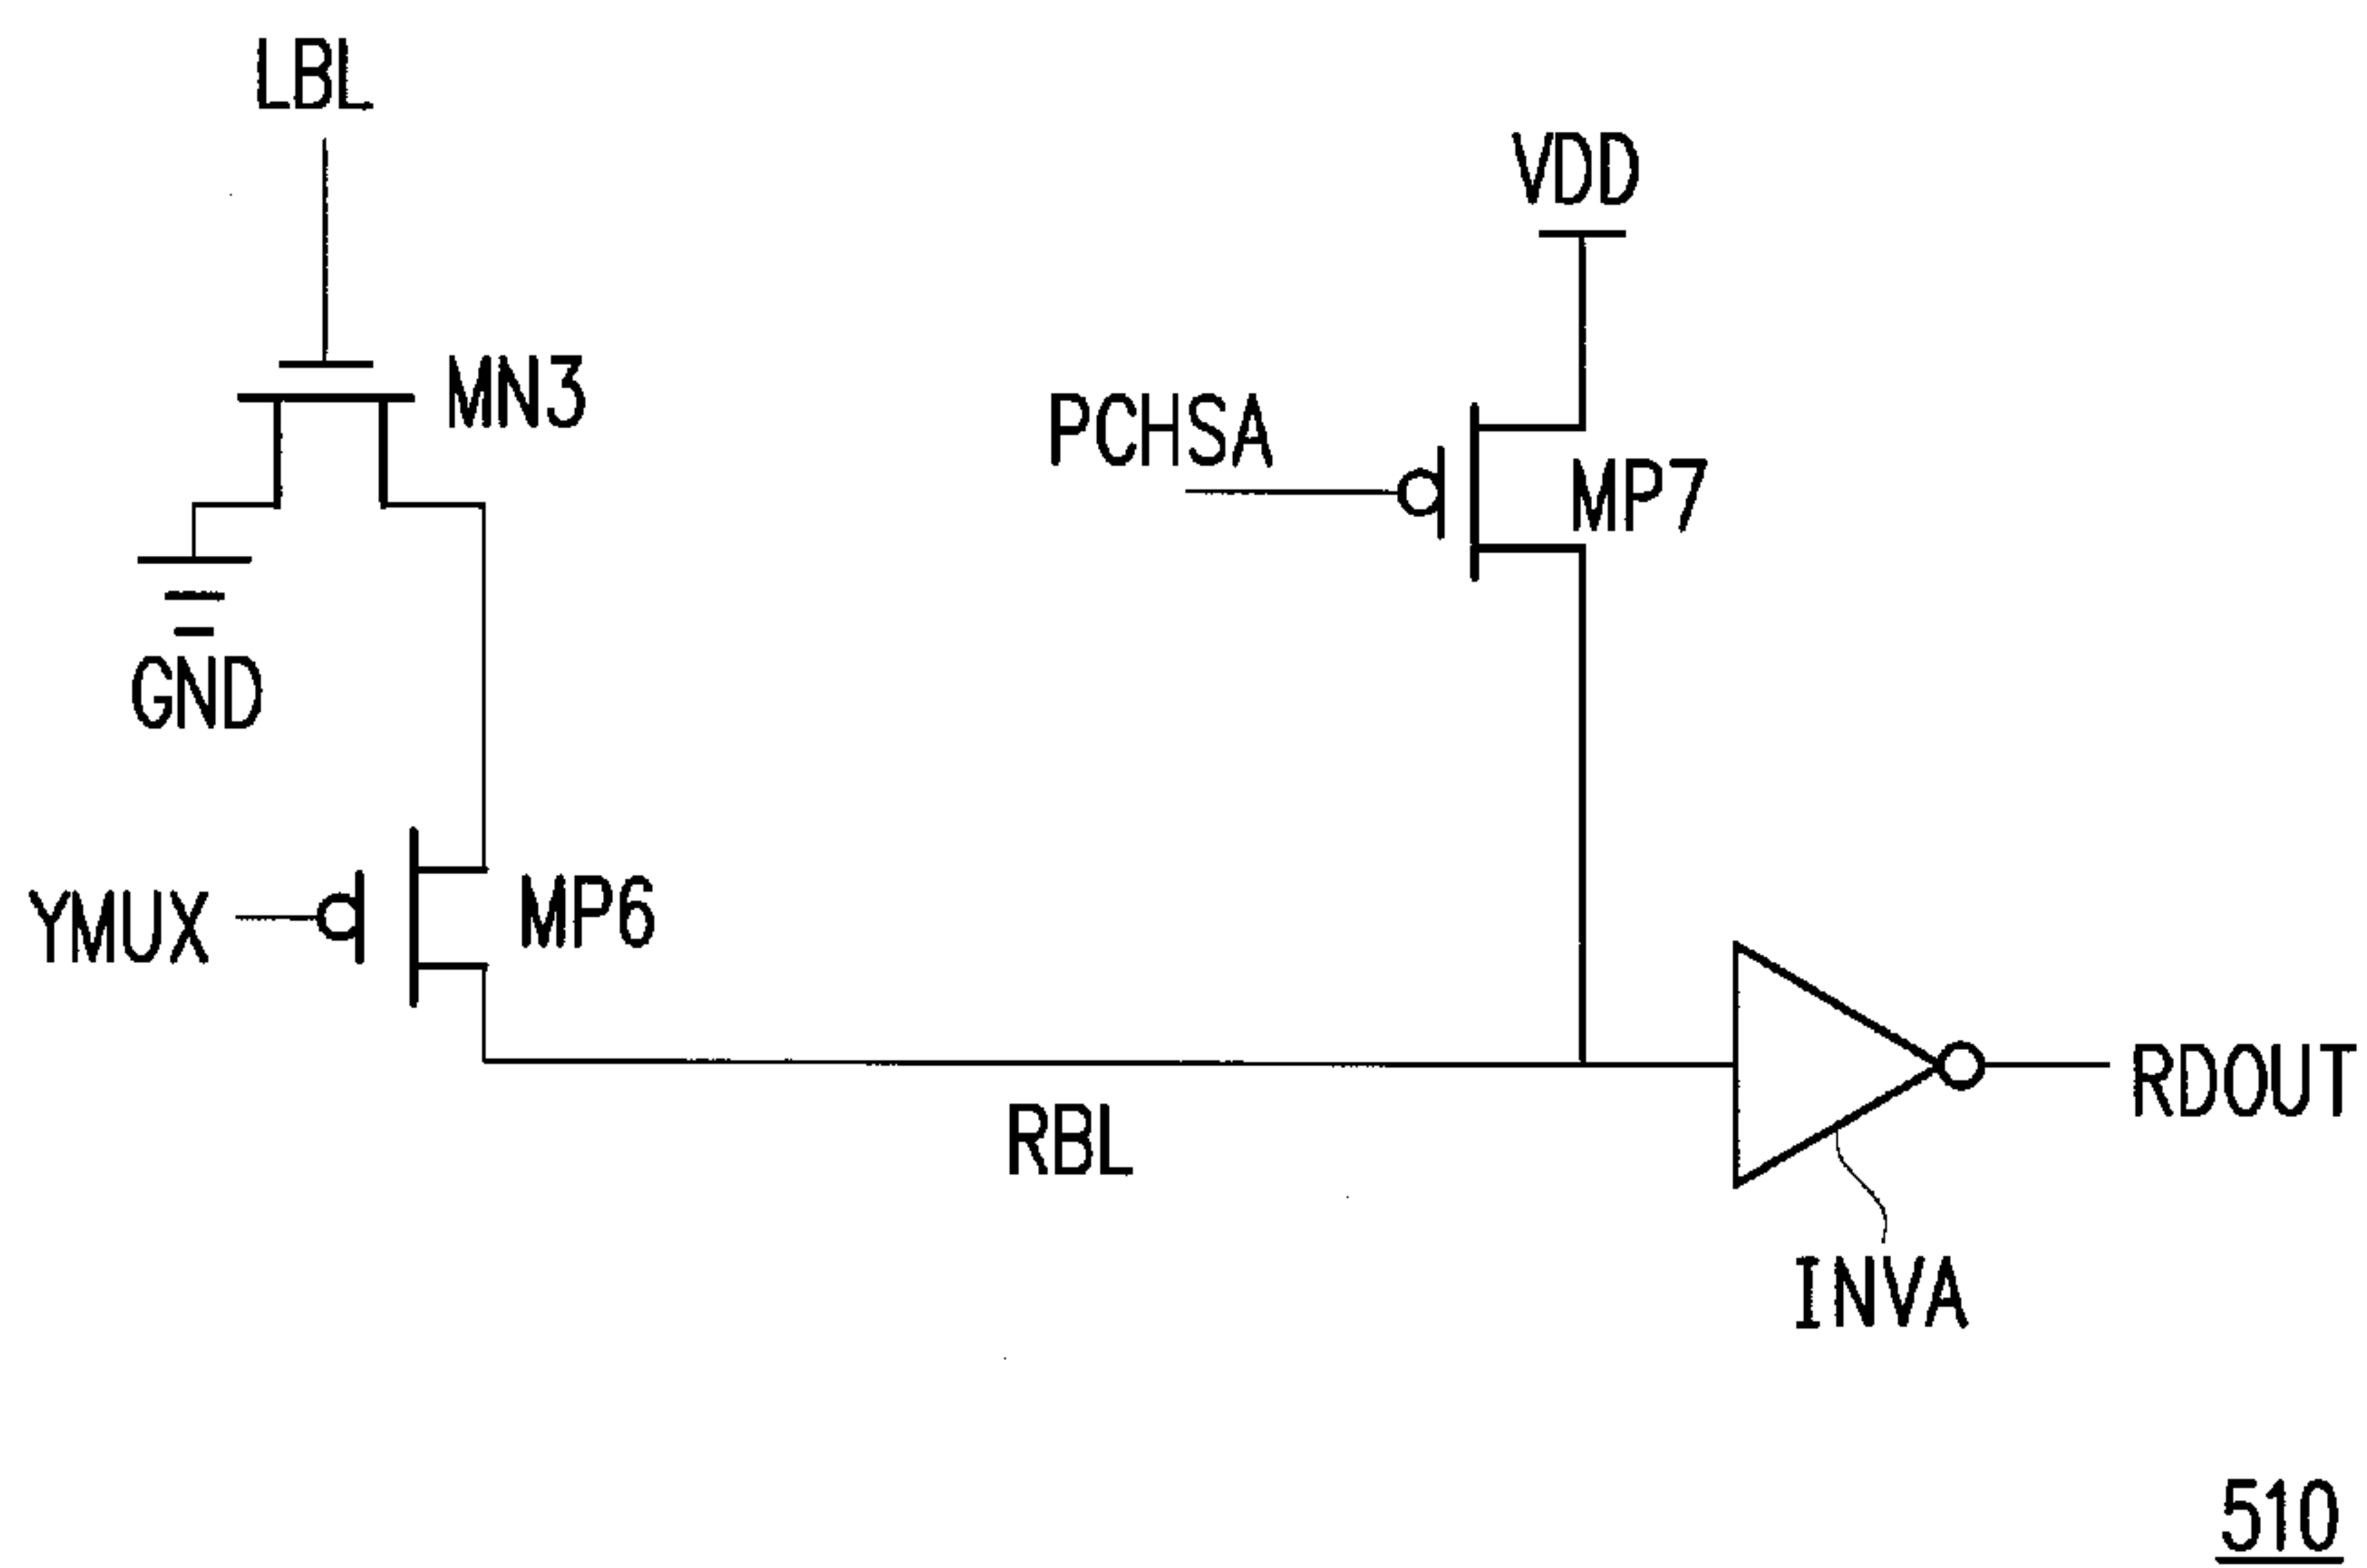 LBL
VDD
MN3
PCHSA
MP7
GND
YMUX
MP6
RDOUT
RBL
INVA
510